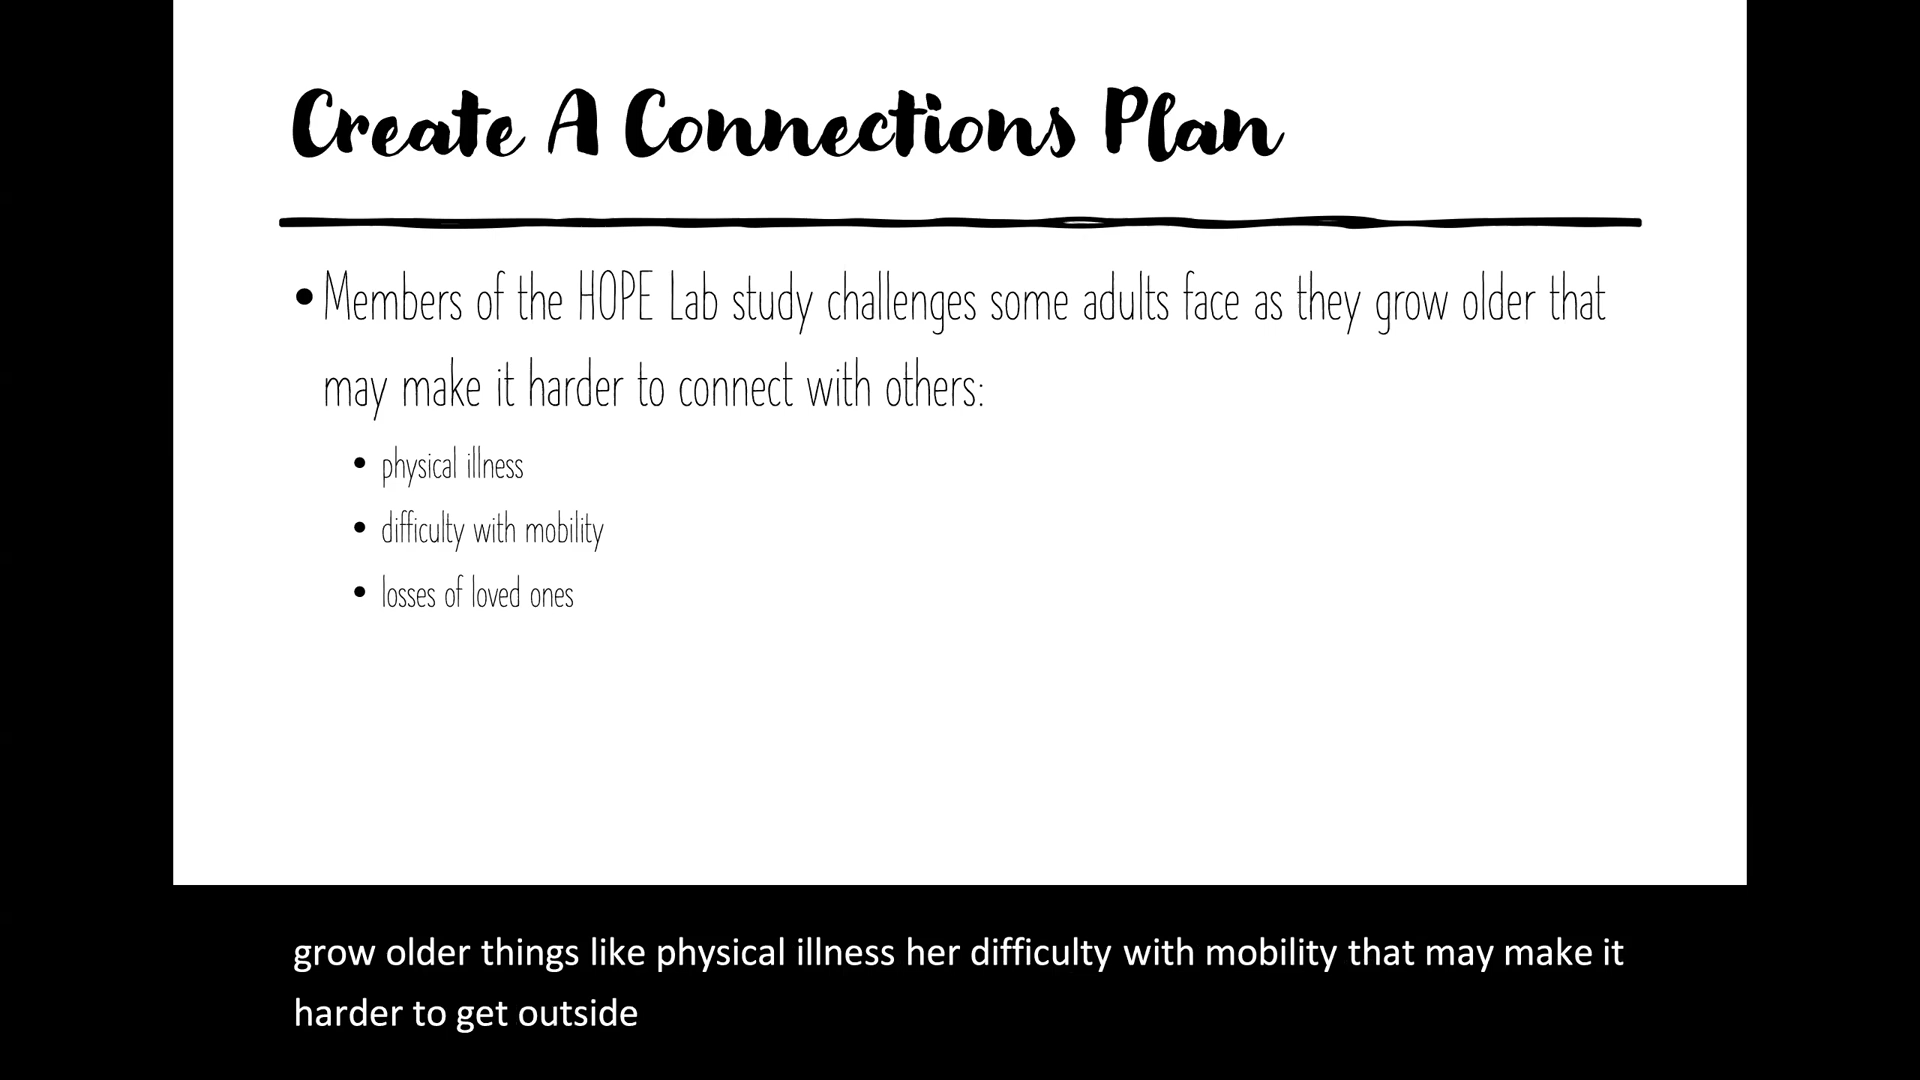 Create A Connections Plan
• Members of the HOPE Lab study challenges some adults face as they grow older that
may make it harder to connect with others:
• physical illness
• difficulty with mobility
• losses of loved ones
grow older things like physical illness her difficulty with mobility that may make it
harder to get outside